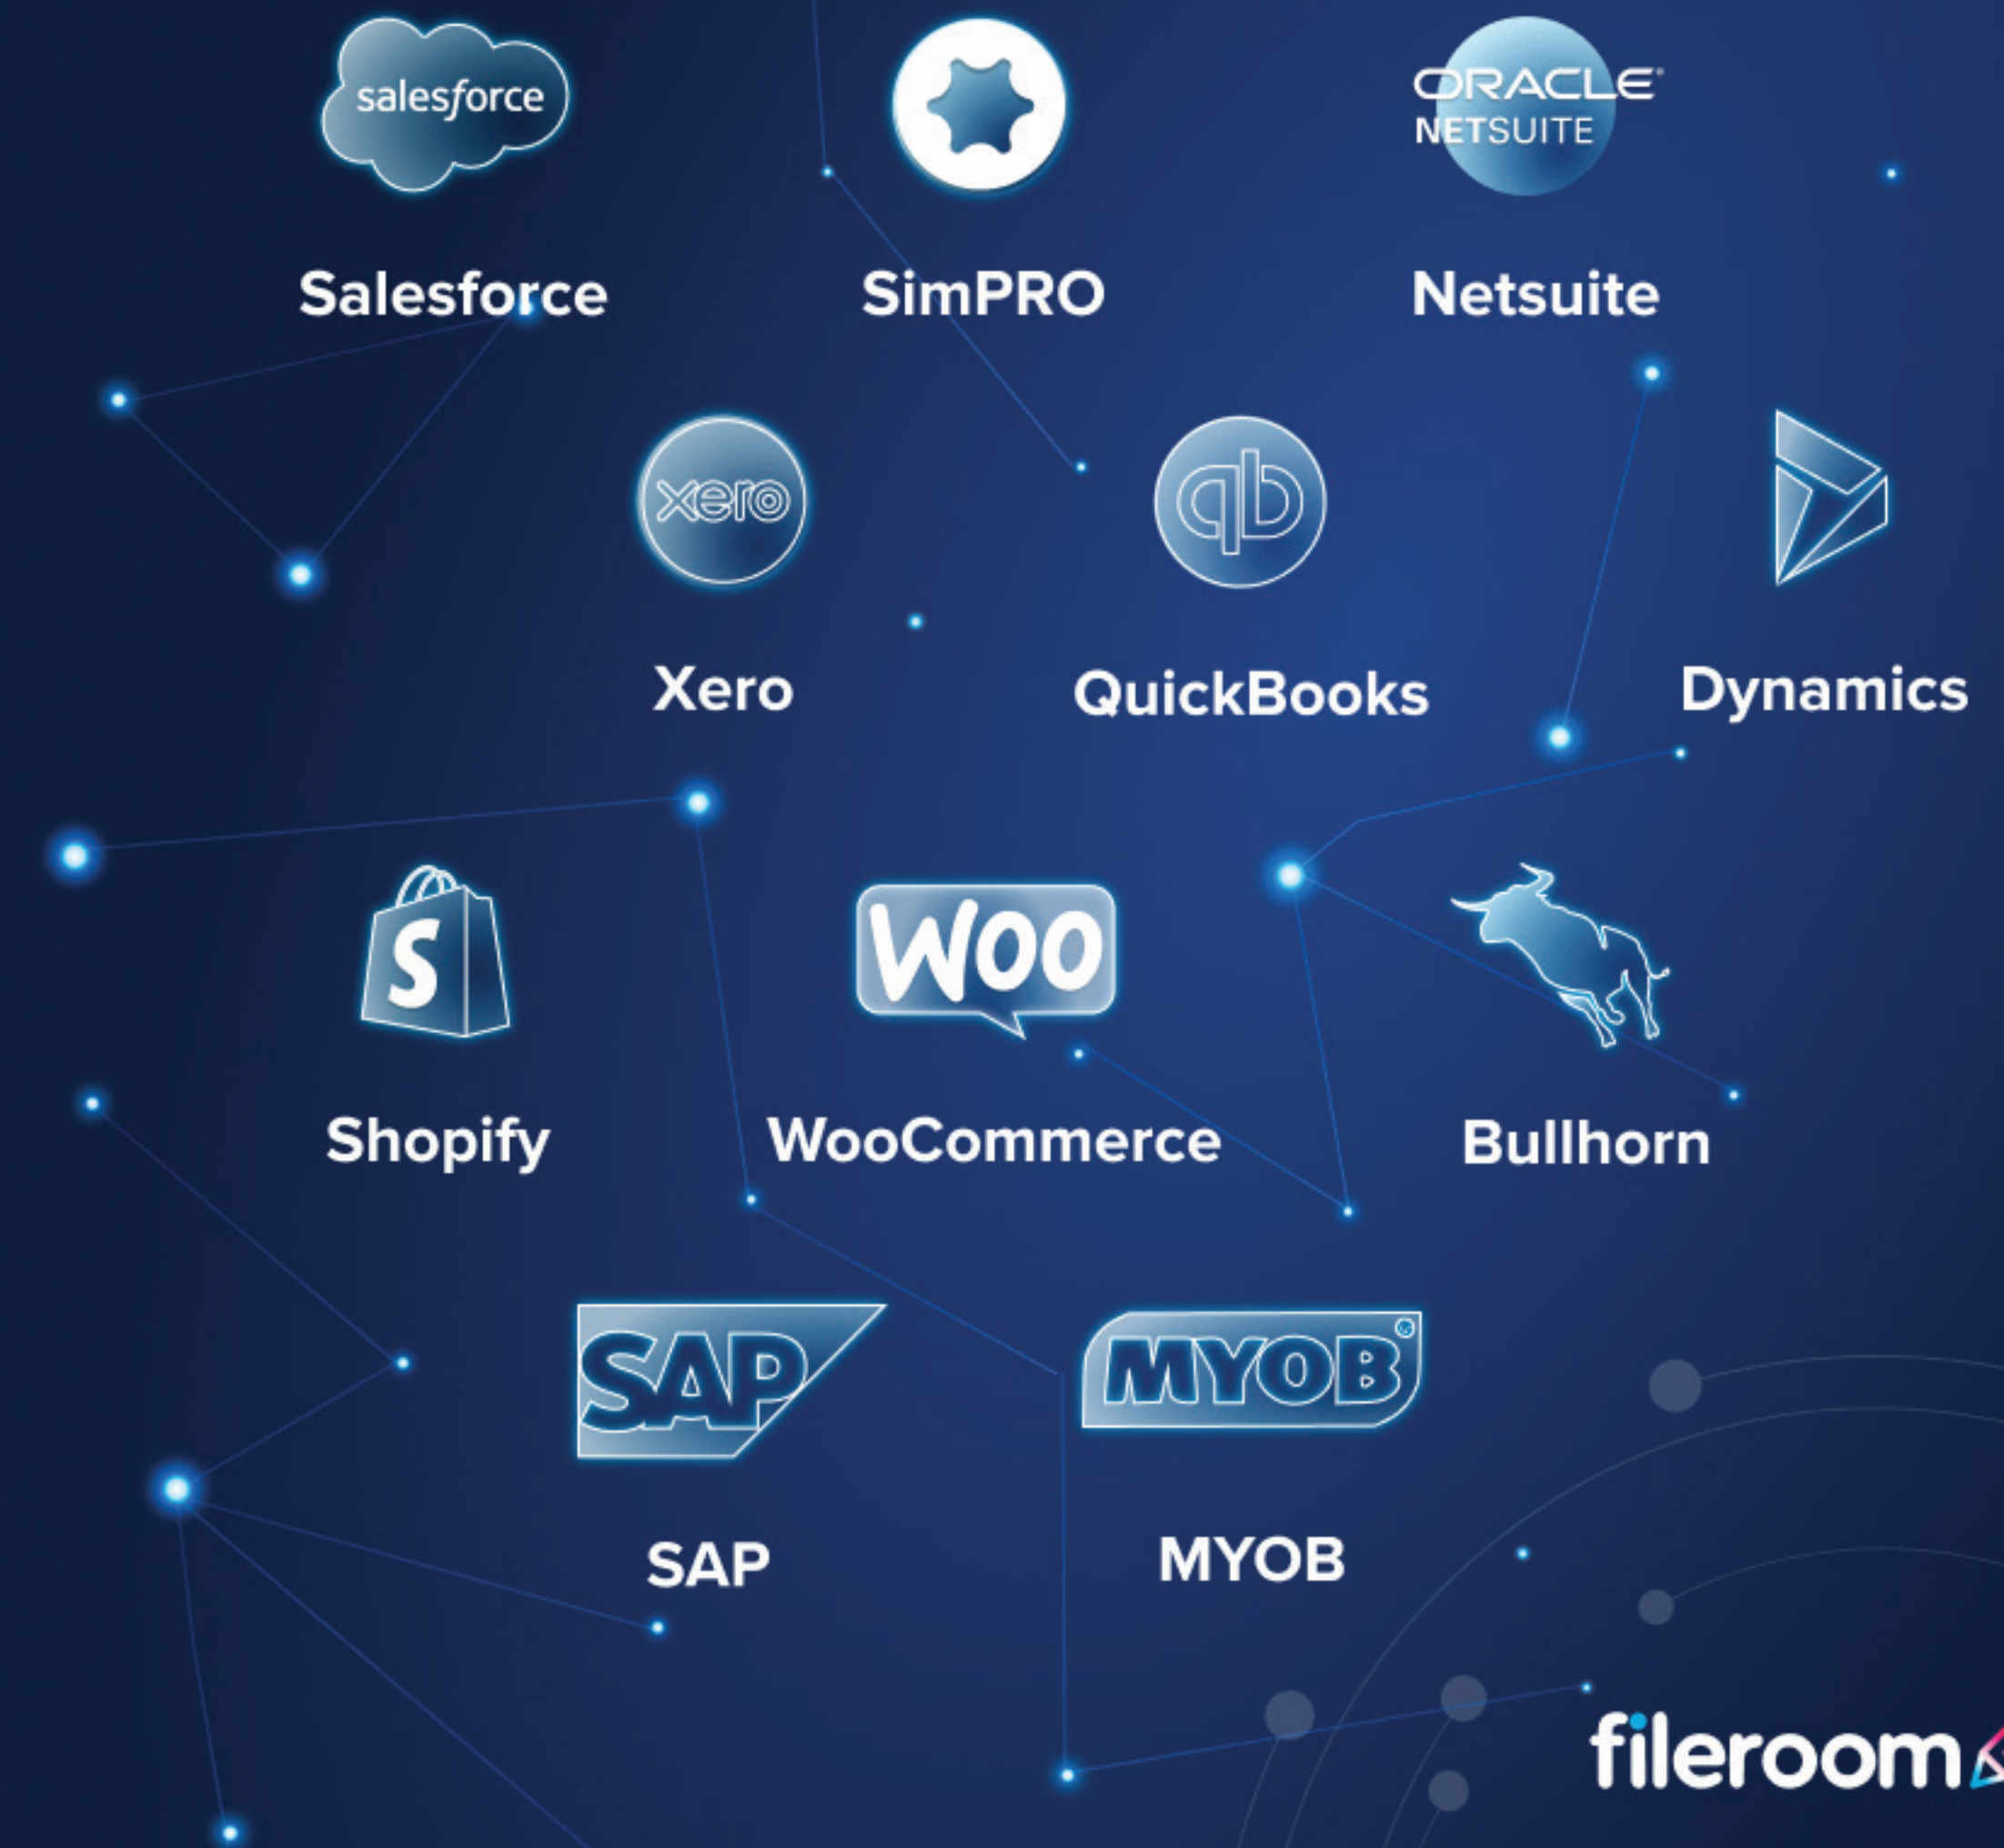 salesforce
ORACLE
NETSUITE
Salesforce
SimPRO
Netsuite
xero
qb
Xero
QuickBooks
Dynamics
S
WOO
Shopify
WooCommerce
Bullhorn
SAP
MYOB
SAP
MYOB
fileroom